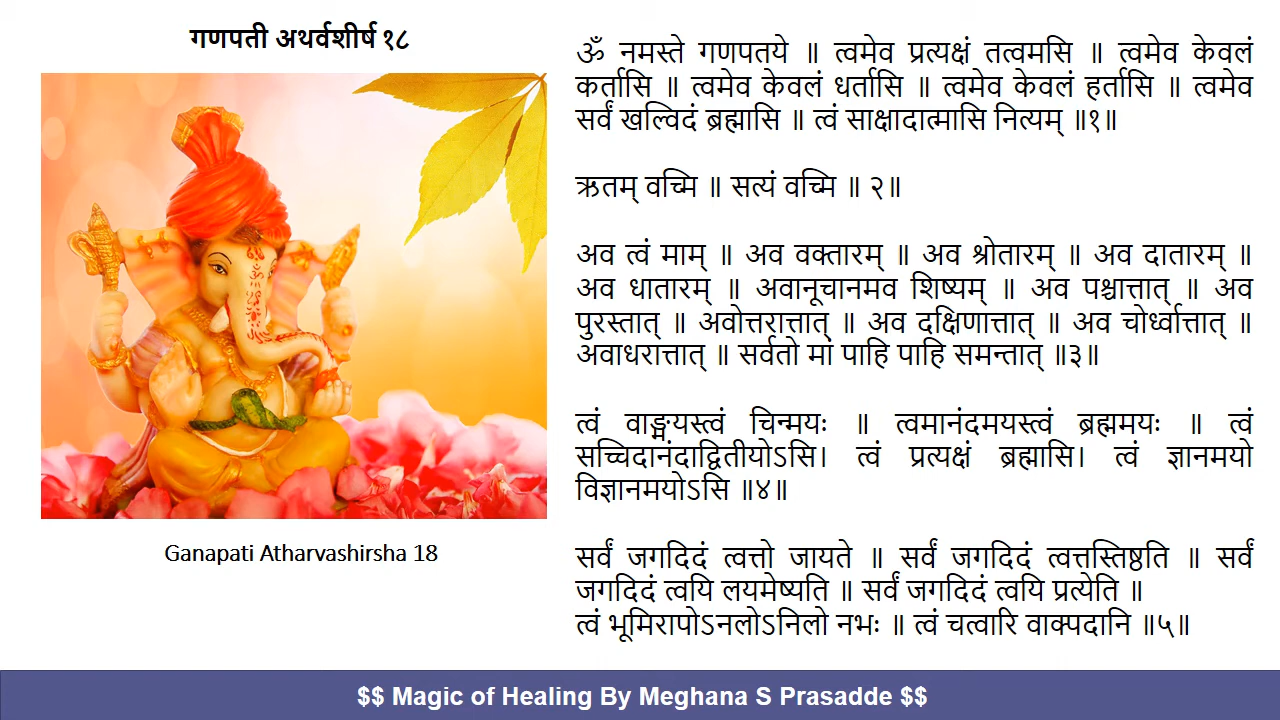 गणपती अथर्वशीर्ष १८
ॐ नमस्ते गणपतये ॥ त्वमेव प्रत्यक्षं तत्वमसि ॥ त्वमेव केवलं
कर्तासि ॥ त्वमेव केवलं धर्तासि ॥ त्वमेव केवलं हर्तासि ॥ त्वमेव
सर्वं खल्विदं ब्रह्मासि ॥ त्वं साक्षादात्मासि नित्यम् ॥१॥
ऋतम् वच्मि ॥ सत्यं वच्मि ॥ २॥
अव त्वं माम् ॥ अव वक्तारम् ॥ अव श्रोतारम् ॥ अव दातारम् ॥
अव धातारम् ॥ अवानूचानमव शिष्यम् ॥ अव पश्चात्तात् ॥ अव
पुरस्तात् ॥ अवोत्तरात्तात् ॥ अव दक्षिणात्तात् ॥ अव चोर्ध्वात्तात् ॥
अवाधरात्तात् ॥ सर्वतो मां पाहि पाहि समन्तात् ॥३॥
त्वं वाङ्मयस्त्वं चिन्मयः ॥ त्वमानंदमयस्त्वं ब्रह्ममयः ॥ त्वं
सच्चिदानंदाद्वितीयोऽसि। त्वं प्रत्यक्षं ब्रह्मासि। त्वं ज्ञानमयो
विज्ञानमयोऽसि ॥४॥
सर्वं जगदिदं त्वत्तो जायते ॥ सर्वं जगदिदं त्वत्तस्तिष्ठति ॥ सर्वं
जगदिदं त्वयि लयमेष्यति ॥ सर्वं जगदिदं त्वयि प्रत्येति ॥
त्वं भूमिरापोऽनलोऽनिलो नभः ॥ त्वं चत्वारि वाक्पदानि ॥५॥
Ganapati Atharvashirsha 18
$$ Magic of Healing By Meghana S Prasadde $$